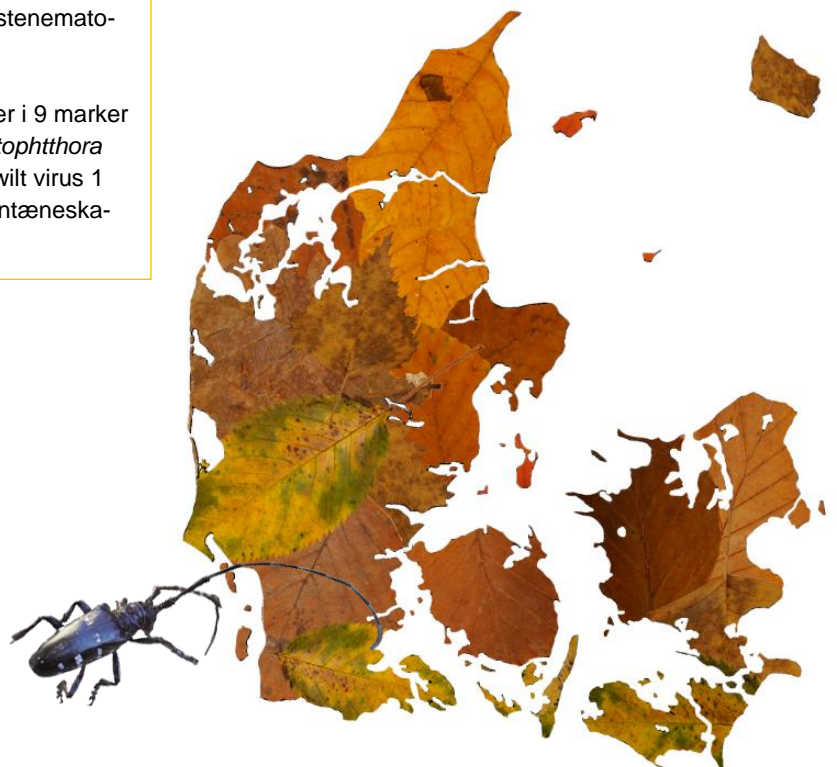 stenemato-
er i 9 marker
tophtthora
wilt virus 1
ntæneska-